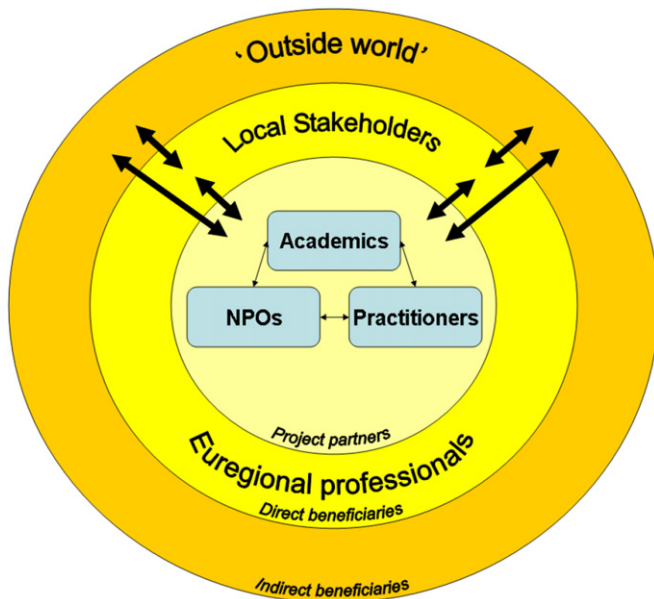 'Outside world'
Local Stakeholders
Academics
NPOs
Practitioners
Project partners
Euregional professionals
Direct beneficiaries
Indirect beneficiaries